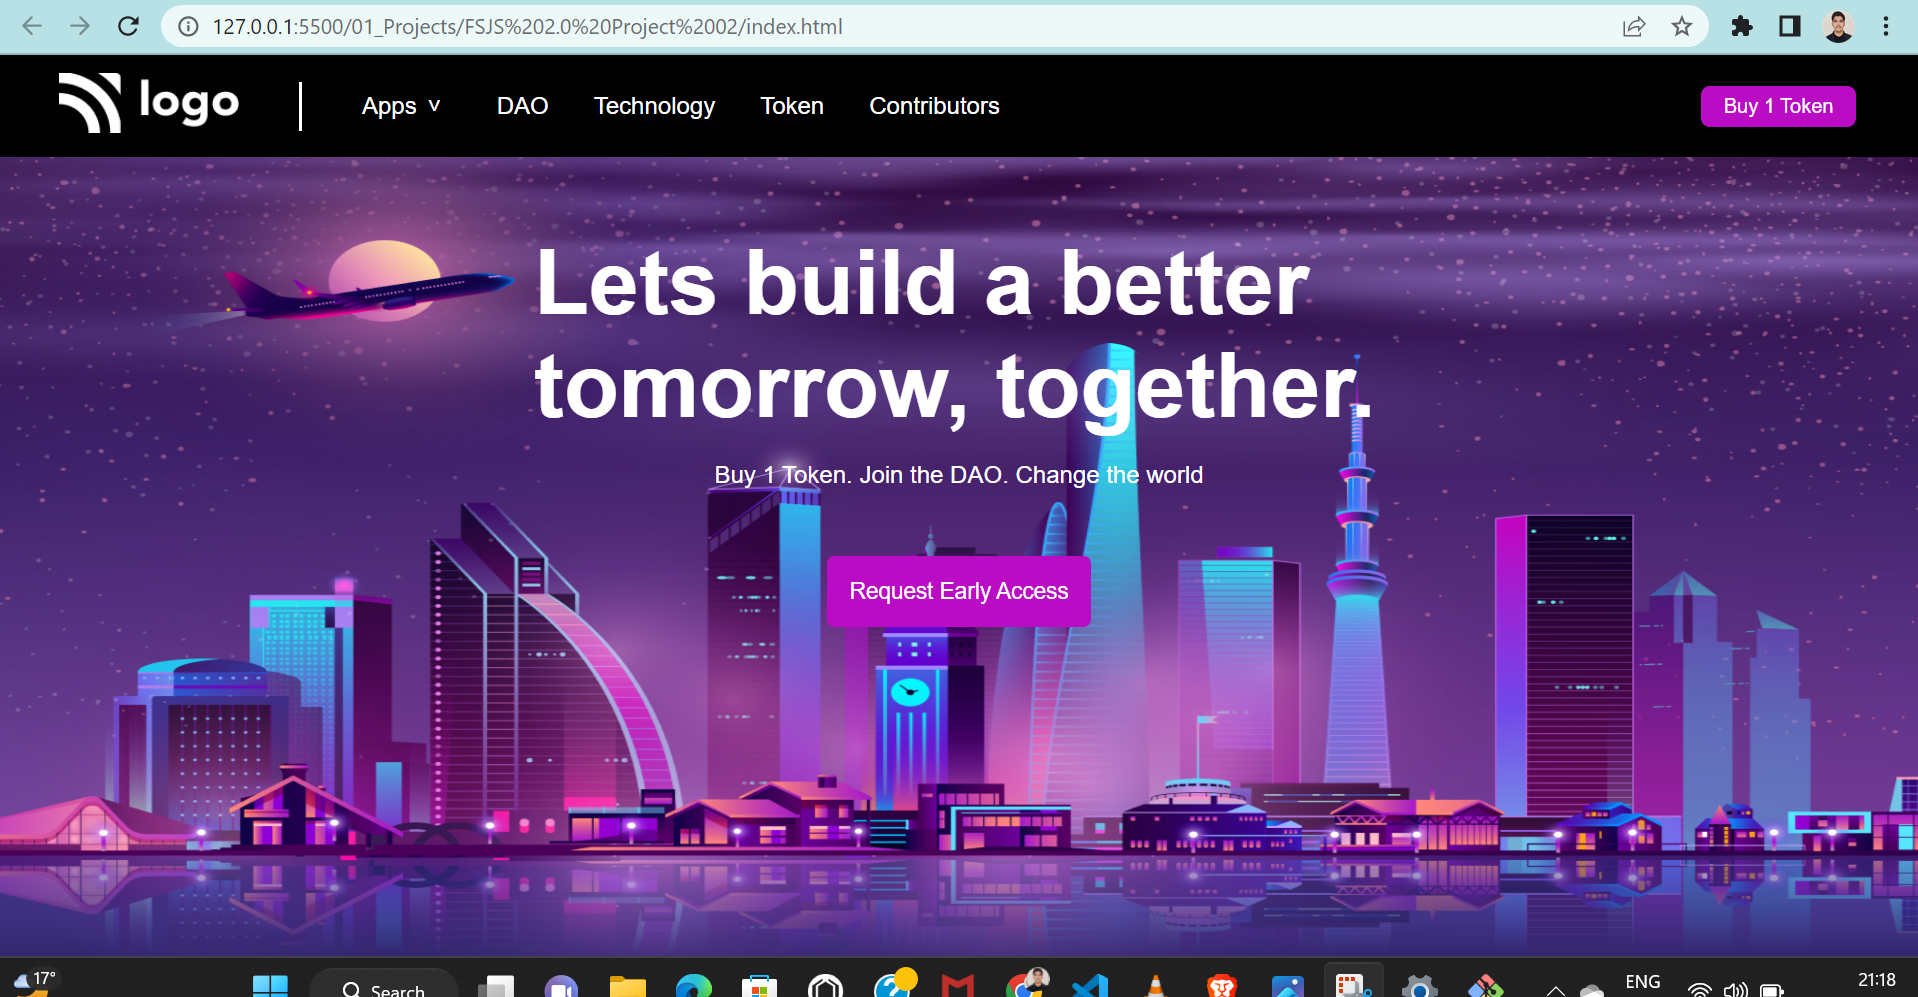 127.0.0.1:5500/01_Projects/FSJS%202.0%20Project%2002/index.html
logo
Apps v DAO Technology Token Contributors
Buy 1 Token
Lets build a better
tomorrow, together.
Buy 1 Token. Join the DAO. Change the world
Request Early Access
17°
Search
ENG
21:18